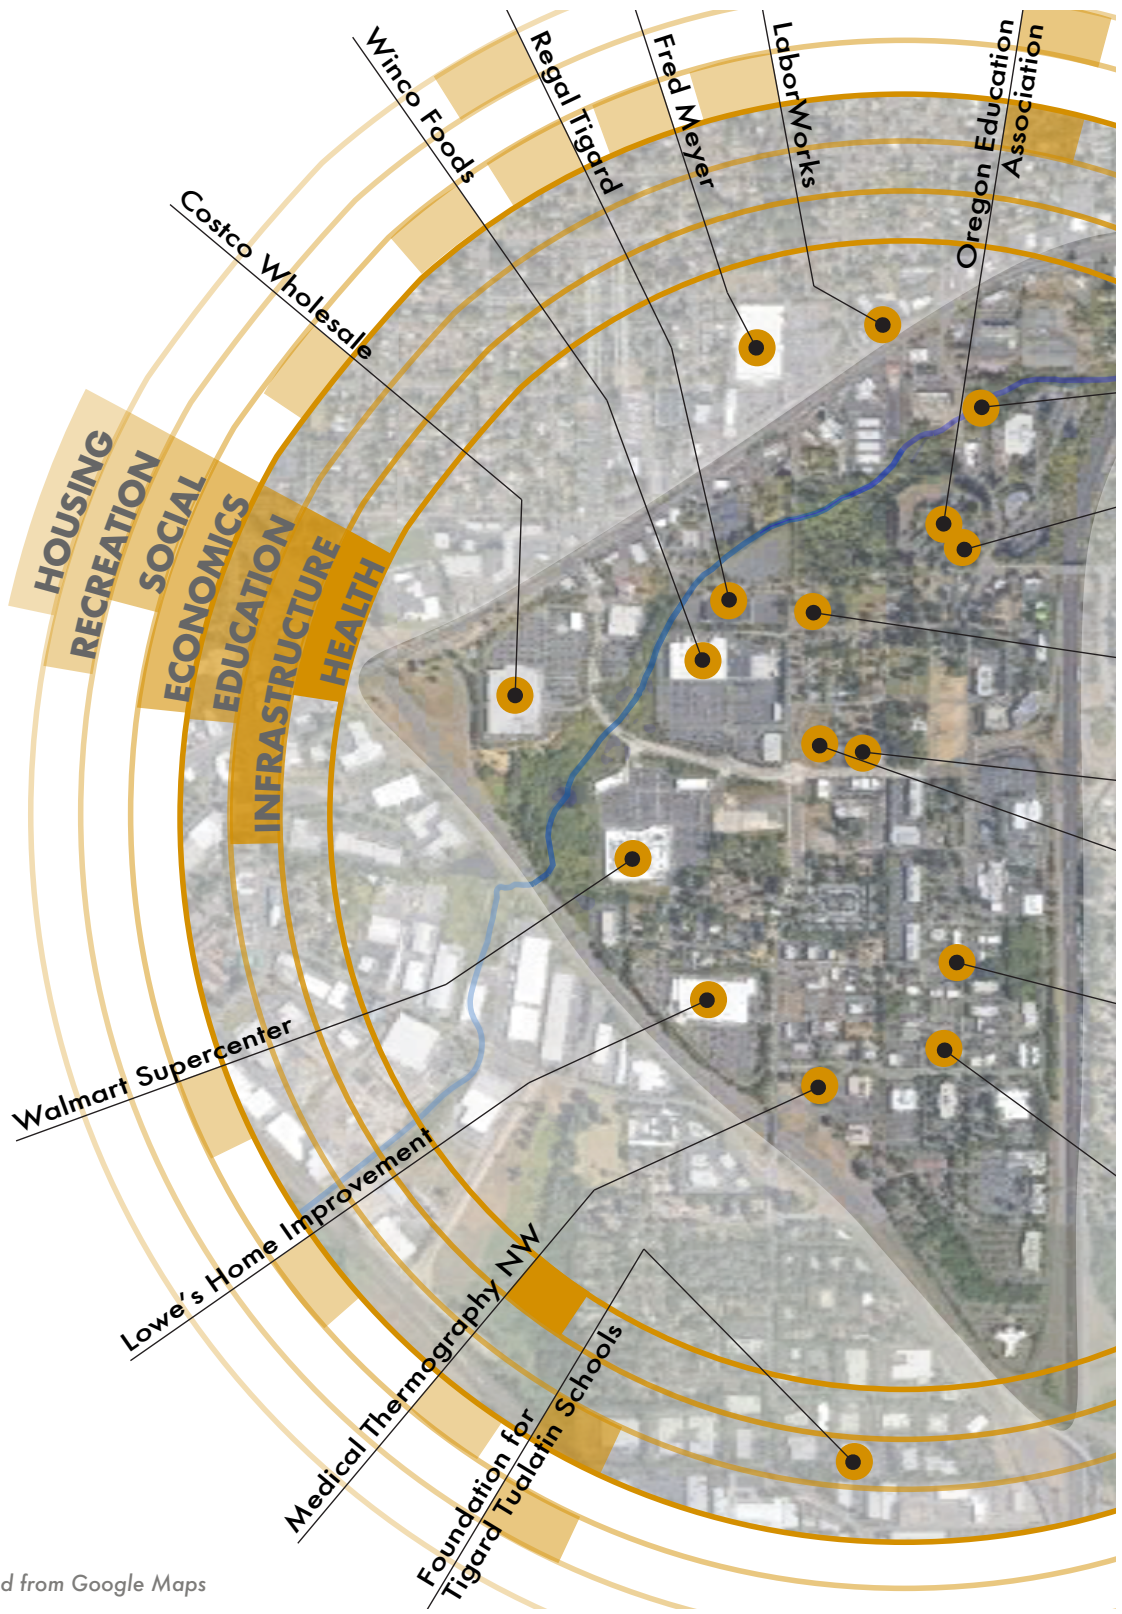 Winco Foods
Regal Tigard
Fred Meyer
LaborWorks
Oregon Education
Association
Costco Wholesale
HOUSING
RECREATION
SOCIAL
ECONOMICS
EDUCATION
INFRASTRUCTURE
HEALTH
Walmart Supercenter
Lowe's Home Improvement
Medical Thermography NW
Foundation for
Tigard Tualatin Schools
d from Google Maps